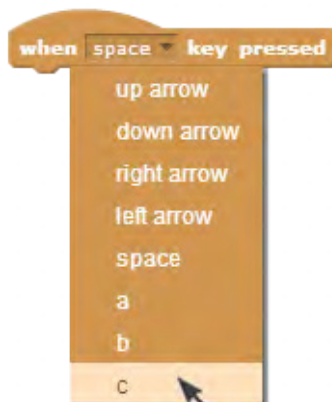 when space key pressed
up arrow
down arrow
right arrow
left arrow
space
a
b
c